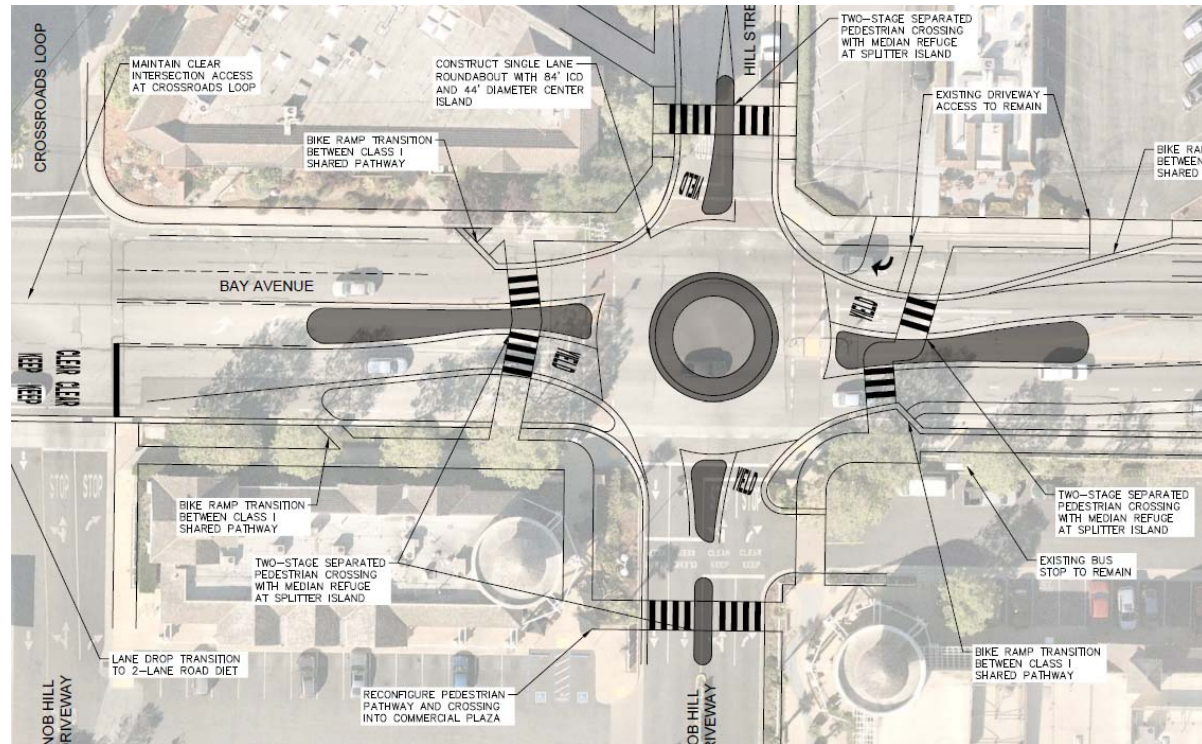 CROSSROADS LOOP
MAINTAIN CLEAR
INTERSECTION ACCESS
AT CROSSROADS LOOP
CONSTRUCT SINGLE LANE
ROUNDABOUT WITH 84' ICD
AND 44' DIAMETER CENTER
ISLAND
HILL STRE
TWO-STAGE SEPARATED
PEDESTRIAN CROSSING
WITH MEDIAN REFUGE
AT SPLITTER ISLAND
EXISTING DRIVEWAY
ACCESS TO REMAIN
BIKE RAMP TRANSITION
BETWEEN CLASS I
SHARED PATHWAY
BIKE RA
BETWEEN
SHARED
YIELD
BAY AVENUE
YIELD
YIELD
KEEP CLEAR
KEEP CLEAR
STOP STOP
YIELD
STOP
CLEAR CLEAR
KEEP
BIKE RAMP TRANSITION
BETWEEN CLASS I
SHARED PATHWAY
TWO-STAGE SEPARATED
PEDESTRIAN CROSSING
WITH MEDIAN REFUGE
AT SPLITTER ISLAND
TWO-STAGE SEPARATED
PEDESTRIAN CROSSING
WITH MEDIAN REFUGE
AT SPLITTER ISLAND
EXISTING BUS
STOP TO REMAIN
LANE DROP TRANSITION
TO 2-LANE ROAD DIET
RECONFIGURE PEDESTRIAN
PATHWAY AND CROSSING
INTO COMMERCIAL PLAZA
BIKE RAMP TRANSITION
BETWEEN CLASS I
SHARED PATHWAY
NOB HILL
DRIVEWAY
OB HILL
RIVEWAY